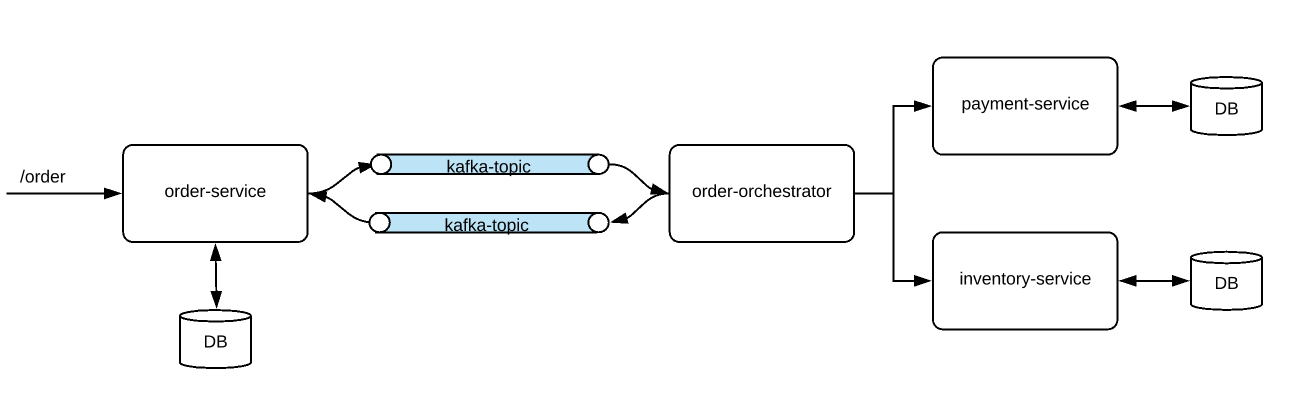 /order
order-service
DB
kafka-topic
kafka-topic
order-orchestrator
payment-service
DB
inventory-service
DB